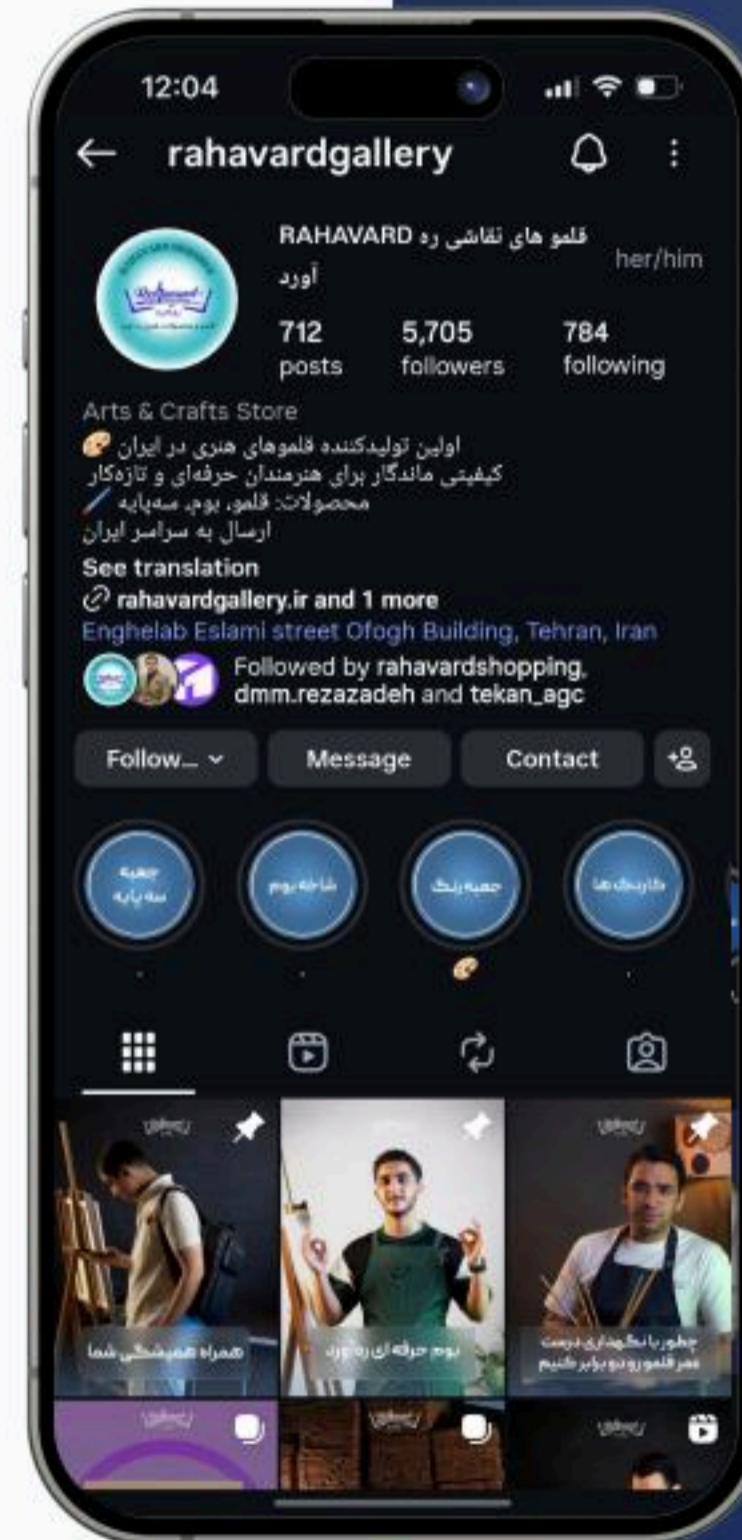 12:04
rahavardgallery
RAHAVARD قلمو های نقاشی ره
آورد
her/him
712
posts
5,705
followers
784
following
Arts & Crafts Store
اولین تولیدکننده قلموهای هنری در ایران 🎨
کیفیتی ماندگار برای هنرمندان حرفه‌ای و تازه‌کار
محصولات: قلمو، بوم، سه‌پایه 🖌️
ارسال به سراسر ایران
See translation
rahavardgallery.ir and 1 more
Enghelab Eslami street Ofogh Building, Tehran, Iran
Followed by rahavardshopping,
dmm.rezazadeh and tekan_agc
Follow...
Message
Contact
جعبه
سه پایه
شاخه بوم
جعبه رنگ
کاردک ها
همراه همیشگی شما
بوم حرفه ای ره آورد
چطور با نگهداری درست
عمر قلمو رو دو برابر کنیم